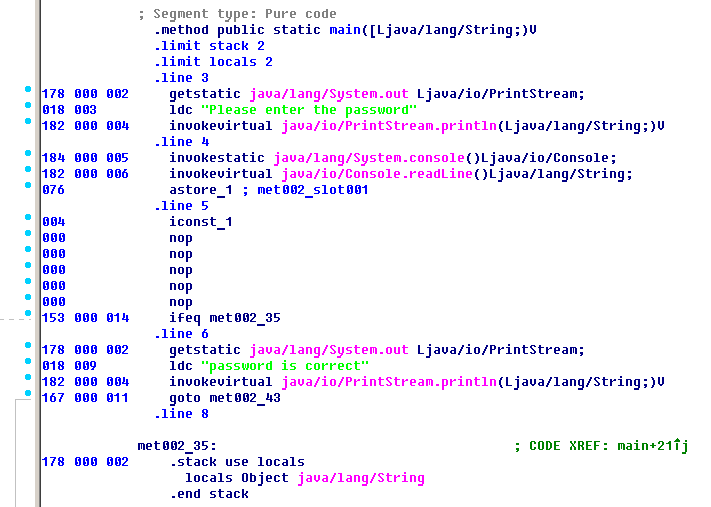 ; Segment type: Pure code
.method public static main([Ljava/lang/String;)V
.limit stack 2
.limit locals 2
.line 3
178 000 002 getstatic java/lang/System.out Ljava/io/PrintStream;
018 003 ldc "Please enter the password"
182 000 004 invokevirtual java/io/PrintStream.println(Ljava/lang/String;)V
.line 4
184 000 005 invokestatic java/lang/System.console()Ljava/io/Console;
182 000 006 invokevirtual java/io/Console.readLine()Ljava/lang/String;
076 astore_1 ; met002_slot001
.line 5
004 iconst_1
000 nop
000 nop
000 nop
000 nop
000 nop
153 000 014 ifeq met002_35
.line 6
178 000 002 getstatic java/lang/System.out Ljava/io/PrintStream;
018 009 ldc "password is correct"
182 000 004 invokevirtual java/io/PrintStream.println(Ljava/lang/String;)V
167 000 011 goto met002_43
.line 8
met002_35: ; CODE XREF: main+21↑j
178 000 002 .stack use locals
locals Object java/lang/String
.end stack